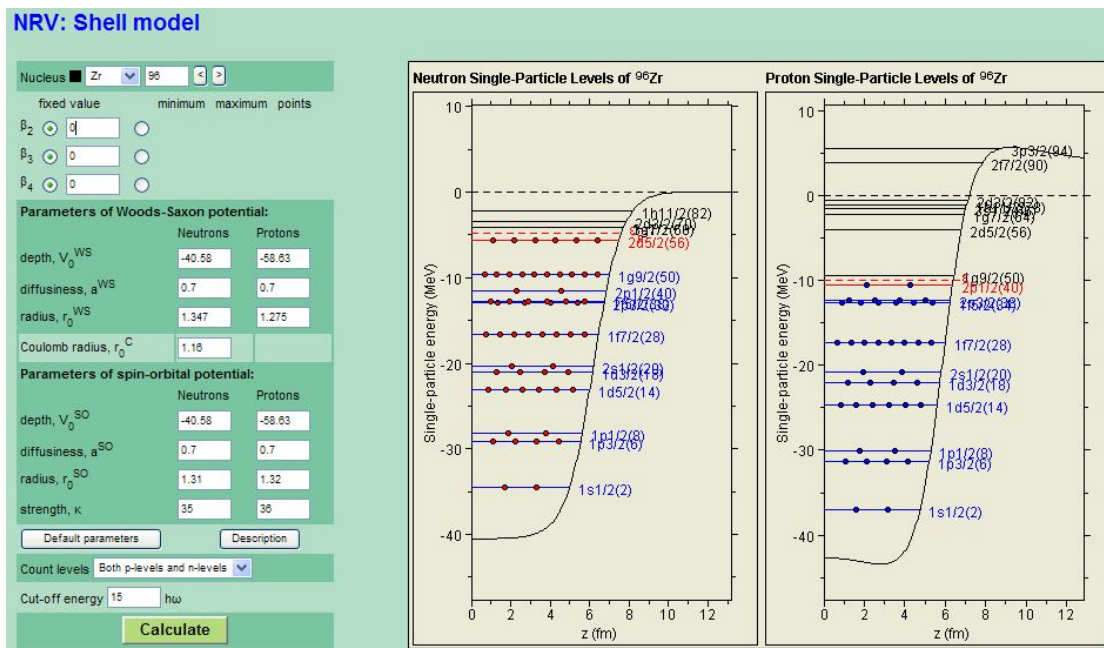 NRV: Shell model
Nucleus Zr 96 < >
fixed value minimum maximum points
β2 0
β3 0
β4 0
Parameters of Woods-Saxon potential:
Neutrons Protons
depth, V0WS -40.58 -58.63
diffusiness, aWS 0.7 0.7
radius, r0WS 1.347 1.275
Coulomb radius, r0C 1.16
Parameters of spin-orbital potential:
Neutrons Protons
depth, V0SO -40.58 -58.63
diffusiness, aSO 0.7 0.7
radius, r0SO 1.31 1.32
strength, κ 35 36
Default parameters Description
Count levels Both p-levels and n-levels
Cut-off energy 15 hω
Calculate
Neutron Single-Particle Levels of 96Zr
10
0
-10
-20
-30
-40
Single-particle energy (MeV)
1h11/2(82)
2d5/2(56)
1g9/2(50)
2p1/2(40)
1f7/2(28)
2s1/2(20)
1d3/2(18)
1d5/2(14)
1p1/2(8)
1p3/2(6)
1s1/2(2)
0 2 4 6 8 10 12
z (fm)
Proton Single-Particle Levels of 96Zr
10
0
-10
-20
-30
-40
Single-particle energy (MeV)
3p3/2(94)
2f7/2(90)
2d5/2(56)
1g9/2(50)
2p1/2(40)
1f7/2(28)
2s1/2(20)
1d3/2(18)
1d5/2(14)
1p1/2(8)
1p3/2(6)
1s1/2(2)
0 2 4 6 8 10 12
z (fm)